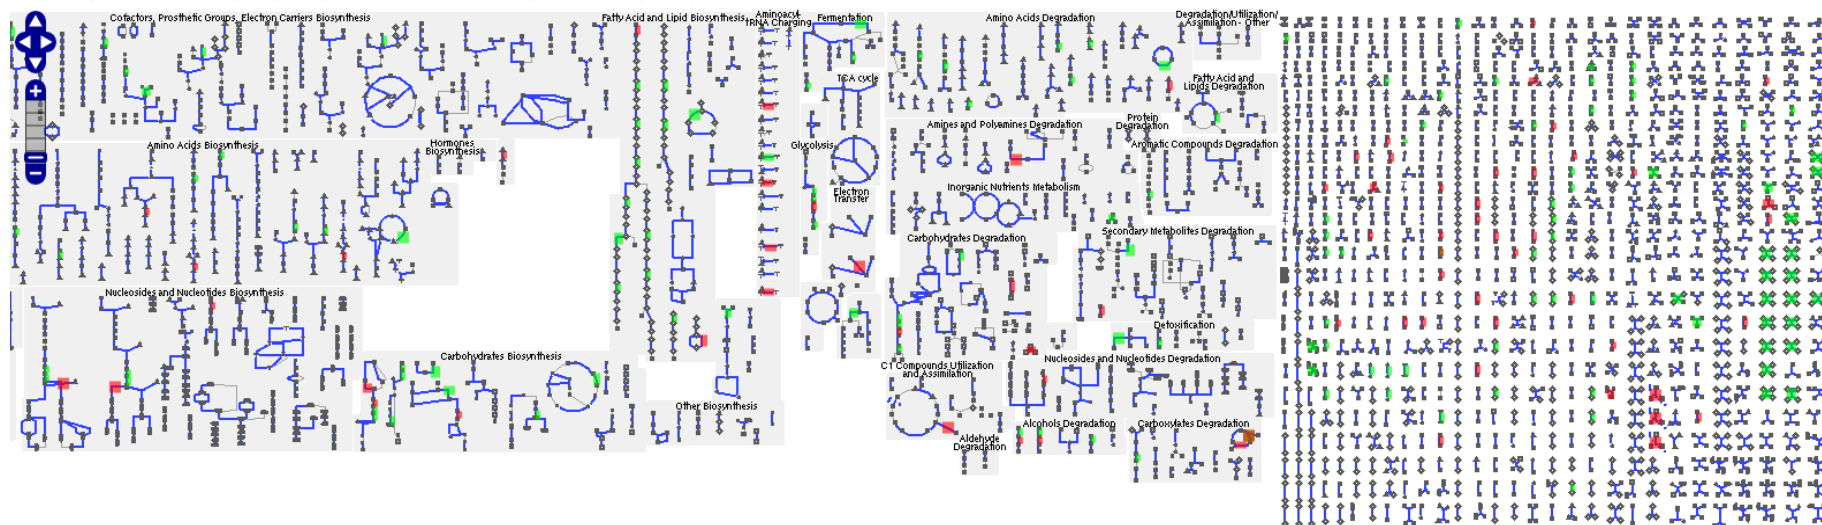 Cofactors, Prosthetic Groups, Electron Carriers Biosynthesis
Fatty Acid and Lipid Biosynthesis
Aminoacyl-
tRNA Charging
Fermentation
Amino Acids Degradation
Degradation/Utilization/
Assimilation - Other
TCA cycle
Fatty Acid and
Lipids Degradation
Amines and Polyamines Degradation
Protein
Degradation
Amino Acids Biosynthesis
Hormones
Biosynthesis
Glycolysis
Aromatic Compounds Degradation
Electron
Transfer
Inorganic Nutrients Metabolism
Carbohydrates Degradation
Secondary Metabolites Degradation
Nucleosides and Nucleotides Biosynthesis
Detoxification
Carbohydrates Biosynthesis
C1 Compounds Utilization
and Assimilation
Nucleosides and Nucleotides Degradation
Other Biosynthesis
Aldehyde
Degradation
Alcohols Degradation
Carboxylates Degradation